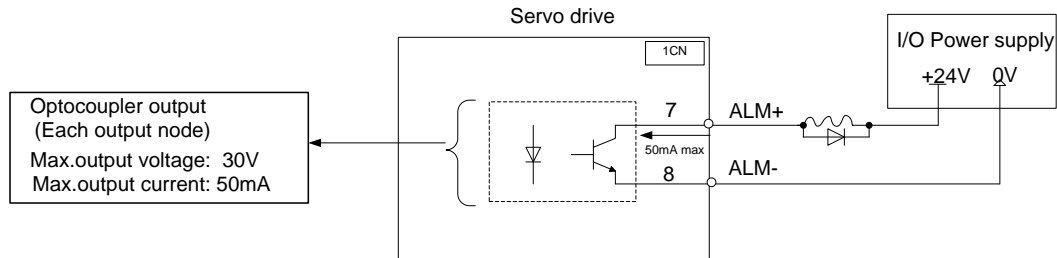 Servo drive
1CN
I/O Power supply
+24V 0V
Optocoupler output
(Each output node)
Max.output voltage: 30V
Max.output current: 50mA
7
ALM+
50mA max
8
ALM-